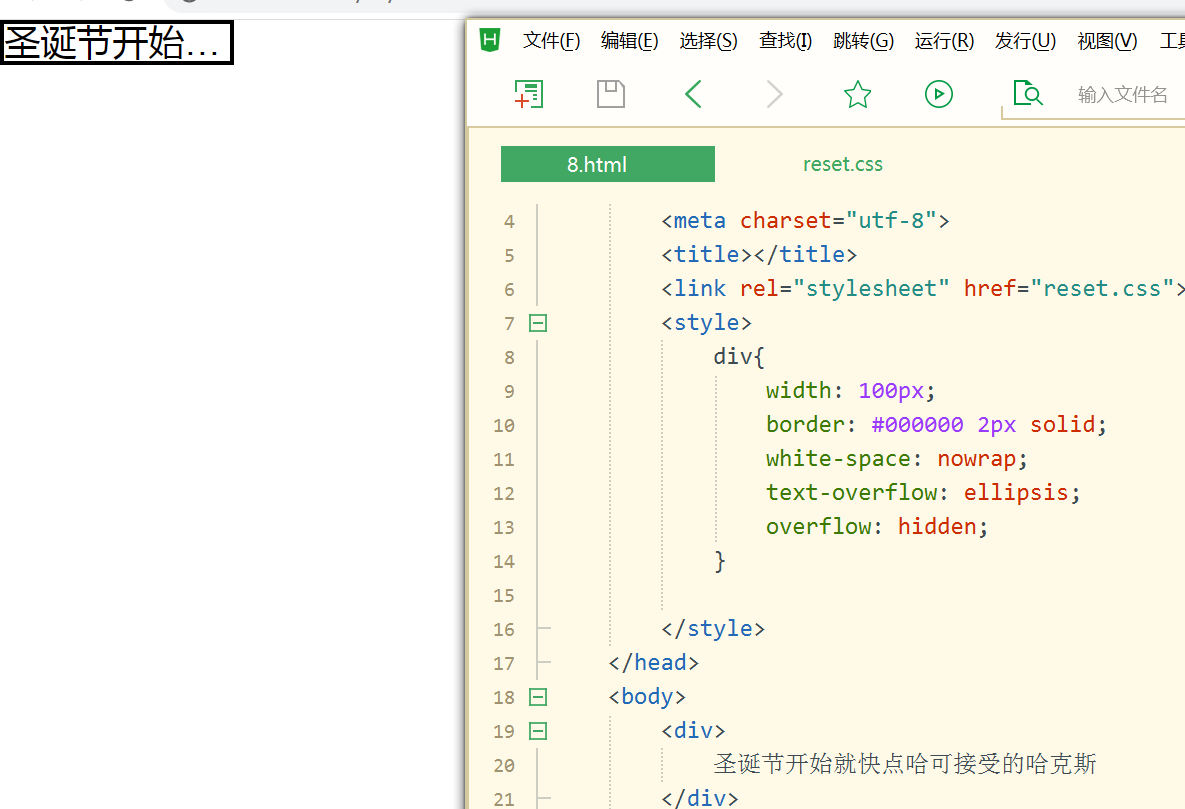 圣诞节开始…
文件(F) 编辑(E) 选择(S) 查找(I) 跳转(G) 运行(R) 发行(U) 视图(V) 工具
输入文件名
8.html reset.css
4 <meta charset="utf-8">
5 <title></title>
6 <link rel="stylesheet" href="reset.css">
7 <style>
8 div{
9 width: 100px;
10 border: #000000 2px solid;
11 white-space: nowrap;
12 text-overflow: ellipsis;
13 overflow: hidden;
14 }
15
16 </style>
17 </head>
18 <body>
19 <div>
20 圣诞节开始就快点哈可接受的哈克斯
21 </div>